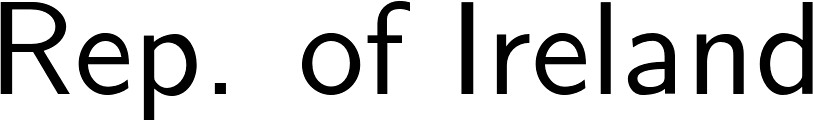 Rep. of Ireland